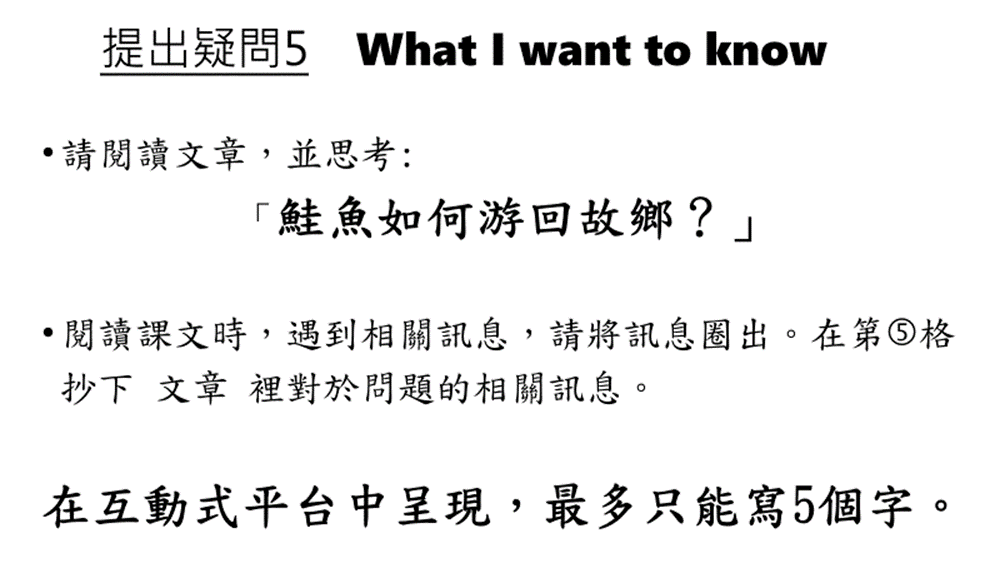 提出疑問5 What I want to know
•請閱讀文章，並思考:
「鮭魚如何游回故鄉？」
•閱讀課文時，遇到相關訊息，請將訊息圈出。在第⑤格
抄下 文章 裡對於問題的相關訊息。
在互動式平台中呈現，最多只能寫5個字。